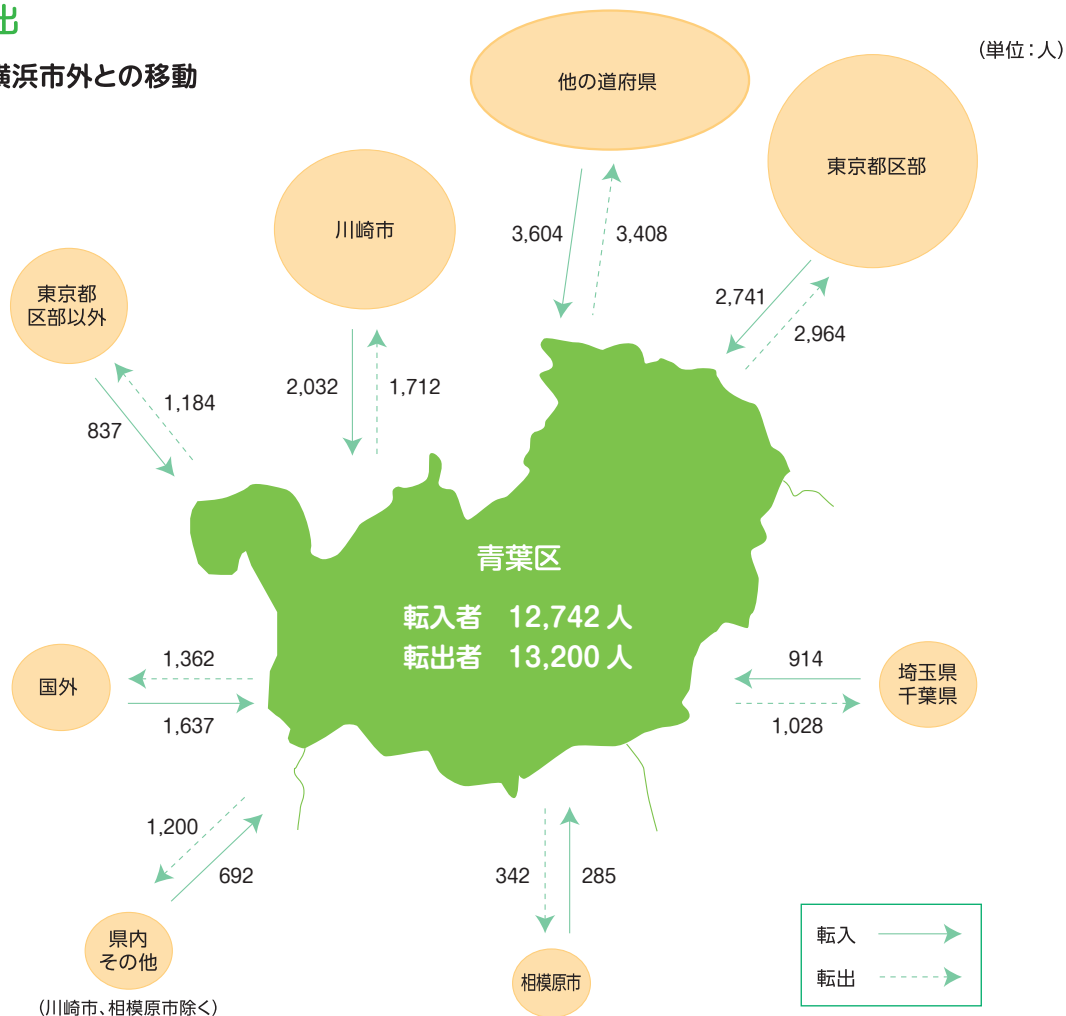 出
横浜市外との移動
(単位：人)
他の道府県
東京都区部
川崎市
東京都
区部以外
3,604
3,408
2,741
2,964
2,032
1,712
1,184
837
青葉区
転入者 12,742 人
転出者 13,200 人
国外
1,362
1,637
914
1,028
埼玉県
千葉県
1,200
692
342
285
県内
その他
(川崎市、相模原市除く)
相模原市
転入
転出